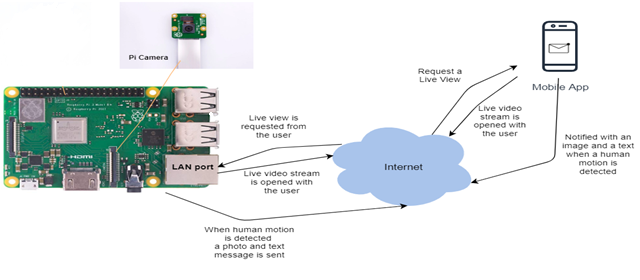 Pi Camera
Request a
Live View
Mobile App
Live view is
requested from
the user
Live video
stream is
opened with
the user
Notified with an
image and a text
when a human
motion is
detected
HDMI
LAN port
Internet
Live video stream
is opened with
the user
When human motion
is detected
a photo and text
message is sent